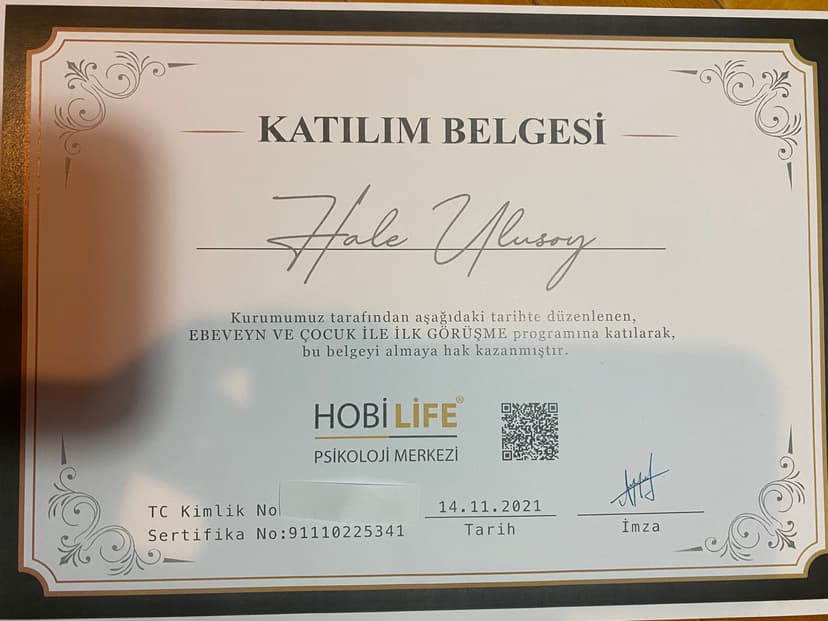 KATILIM BELGESİ
Hale Ulusoy
Kurumumuz tarafından aşağıdaki tarihte düzenlenen,
EBEVEYN VE ÇOCUK İLE İLK GÖRÜŞME programına katılarak,
bu belgeyi almaya hak kazanmıştır.
HOBİ LİFE®
PSİKOLOJİ MERKEZİ
TC Kimlik No
Sertifika No:91110225341
14.11.2021
Tarih
İmza